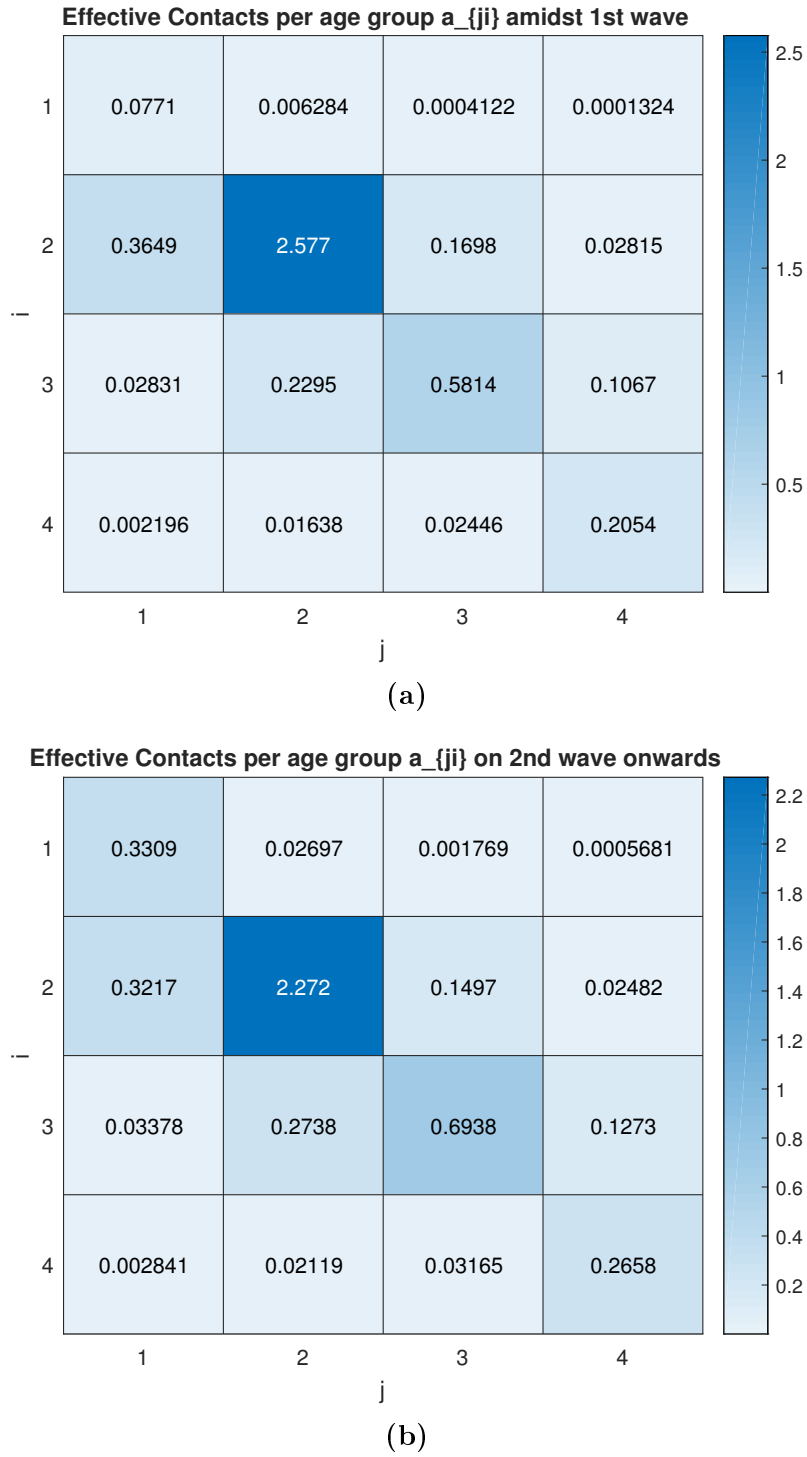 Effective Contacts per age group a_{ji} amidst 1st wave
1 0.0771 0.006284 0.0004122 0.0001324
2 0.3649 2.577 0.1698 0.02815
3 0.02831 0.2295 0.5814 0.1067
4 0.002196 0.01638 0.02446 0.2054
1 2 3 4
j
i
2.5
2
1.5
1
0.5
(a)
Effective Contacts per age group a_{ji} on 2nd wave onwards
1 0.3309 0.02697 0.001769 0.0005681
2 0.3217 2.272 0.1497 0.02482
3 0.03378 0.2738 0.6938 0.1273
4 0.002841 0.02119 0.03165 0.2658
1 2 3 4
j
i
2.2
2
1.8
1.6
1.4
1.2
1
0.8
0.6
0.4
0.2
(b)